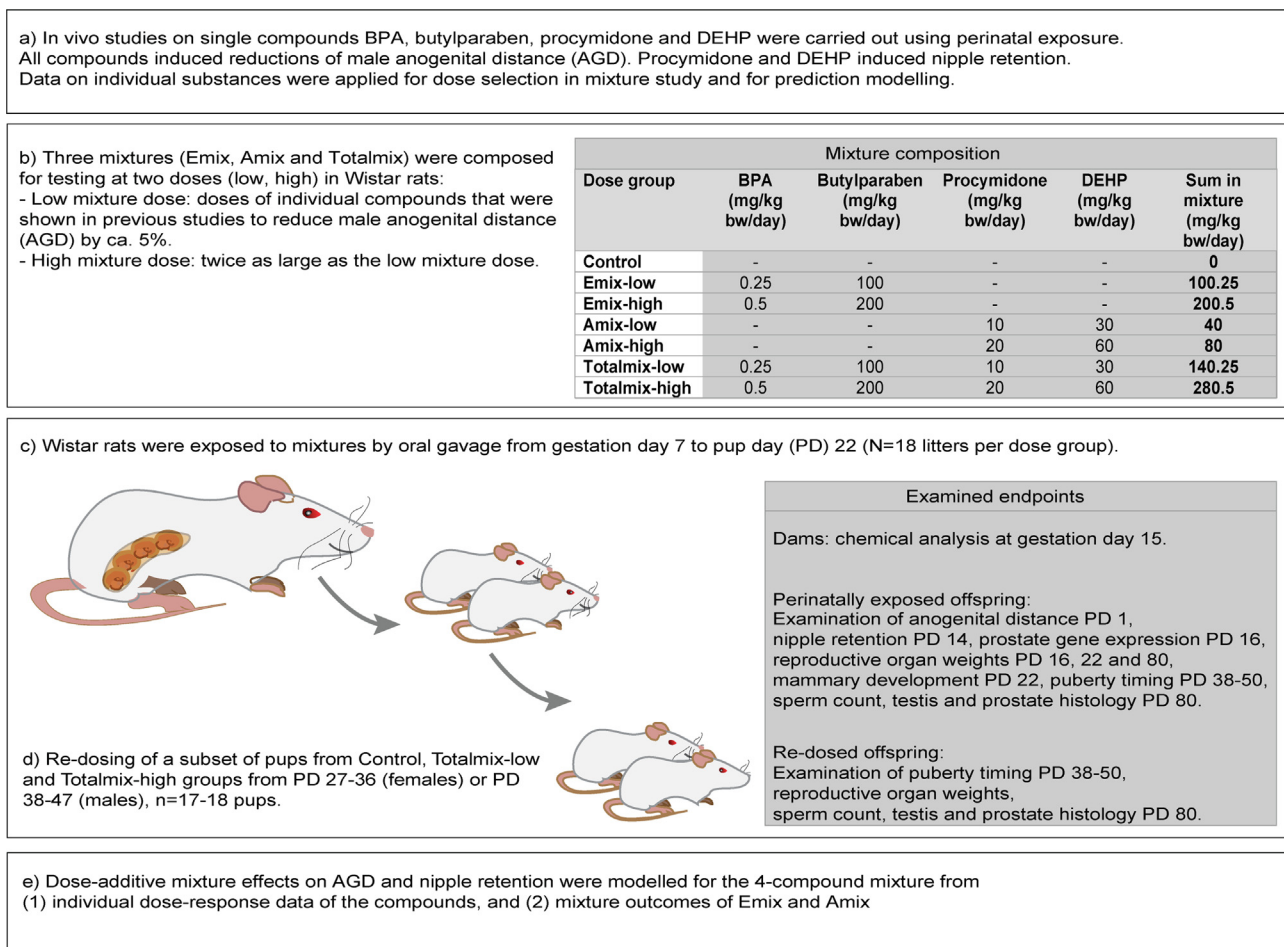 a) In vivo studies on single compounds BPA, butylparaben, procymidone and DEHP were carried out using perinatal exposure.
All compounds induced reductions of male anogenital distance (AGD). Procymidone and DEHP induced nipple retention.
Data on individual substances were applied for dose selection in mixture study and for prediction modelling.
b) Three mixtures (Emix, Amix and Totalmix) were composed
for testing at two doses (low, high) in Wistar rats:
- Low mixture dose: doses of individual compounds that were
shown in previous studies to reduce male anogenital distance
(AGD) by ca. 5%.
- High mixture dose: twice as large as the low mixture dose.
Mixture composition
Dose group BPA Butylparaben Procymidone DEHP Sum in
(mg/kg (mg/kg (mg/kg (mg/kg mixture
bw/day) bw/day) bw/day) bw/day) (mg/kg
bw/day)
Control - - - - 0
Emix-low 0.25 100 - - 100.25
Emix-high 0.5 200 - - 200.5
Amix-low - - 10 30 40
Amix-high - - 20 60 80
Totalmix-low 0.25 100 10 30 140.25
Totalmix-high 0.5 200 20 60 280.5
c) Wistar rats were exposed to mixtures by oral gavage from gestation day 7 to pup day (PD) 22 (N=18 litters per dose group).
Examined endpoints
Dams: chemical analysis at gestation day 15.
Perinatally exposed offspring:
Examination of anogenital distance PD 1,
nipple retention PD 14, prostate gene expression PD 16,
reproductive organ weights PD 16, 22 and 80,
mammary development PD 22, puberty timing PD 38-50,
sperm count, testis and prostate histology PD 80.
Re-dosed offspring:
Examination of puberty timing PD 38-50,
reproductive organ weights,
sperm count, testis and prostate histology PD 80.
d) Re-dosing of a subset of pups from Control, Totalmix-low
and Totalmix-high groups from PD 27-36 (females) or PD
38-47 (males), n=17-18 pups.
e) Dose-additive mixture effects on AGD and nipple retention were modelled for the 4-compound mixture from
(1) individual dose-response data of the compounds, and (2) mixture outcomes of Emix and Amix